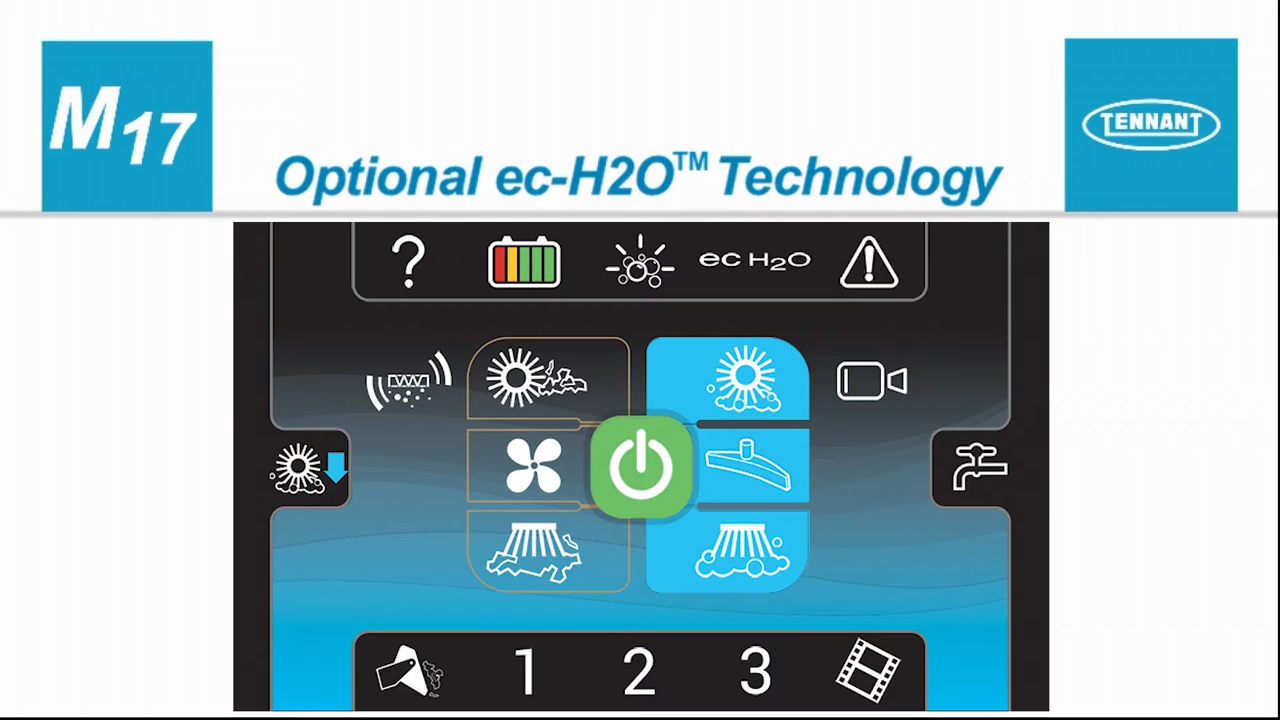 M17
TENNANT
Optional ec-H2O™ Technology
?
ec H2O
!
1 2 3